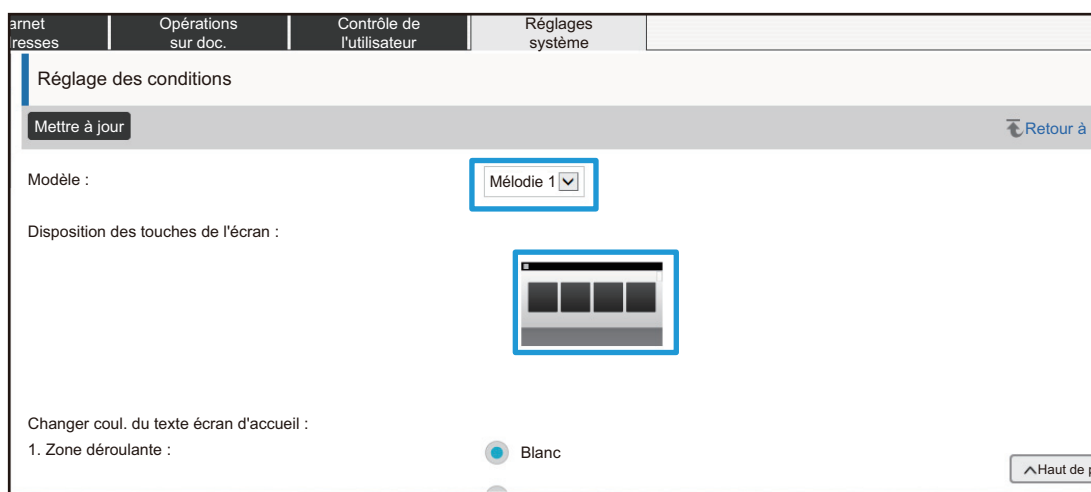 arnet
resses
Opérations
sur doc.
Contrôle de
l'utilisateur
Réglages
système
Réglage des conditions
Mettre à jour
Retour à
Modèle :
Mélodie 1
Disposition des touches de l'écran :
Changer coul. du texte écran d'accueil :
1. Zone déroulante :
Blanc
Haut de p